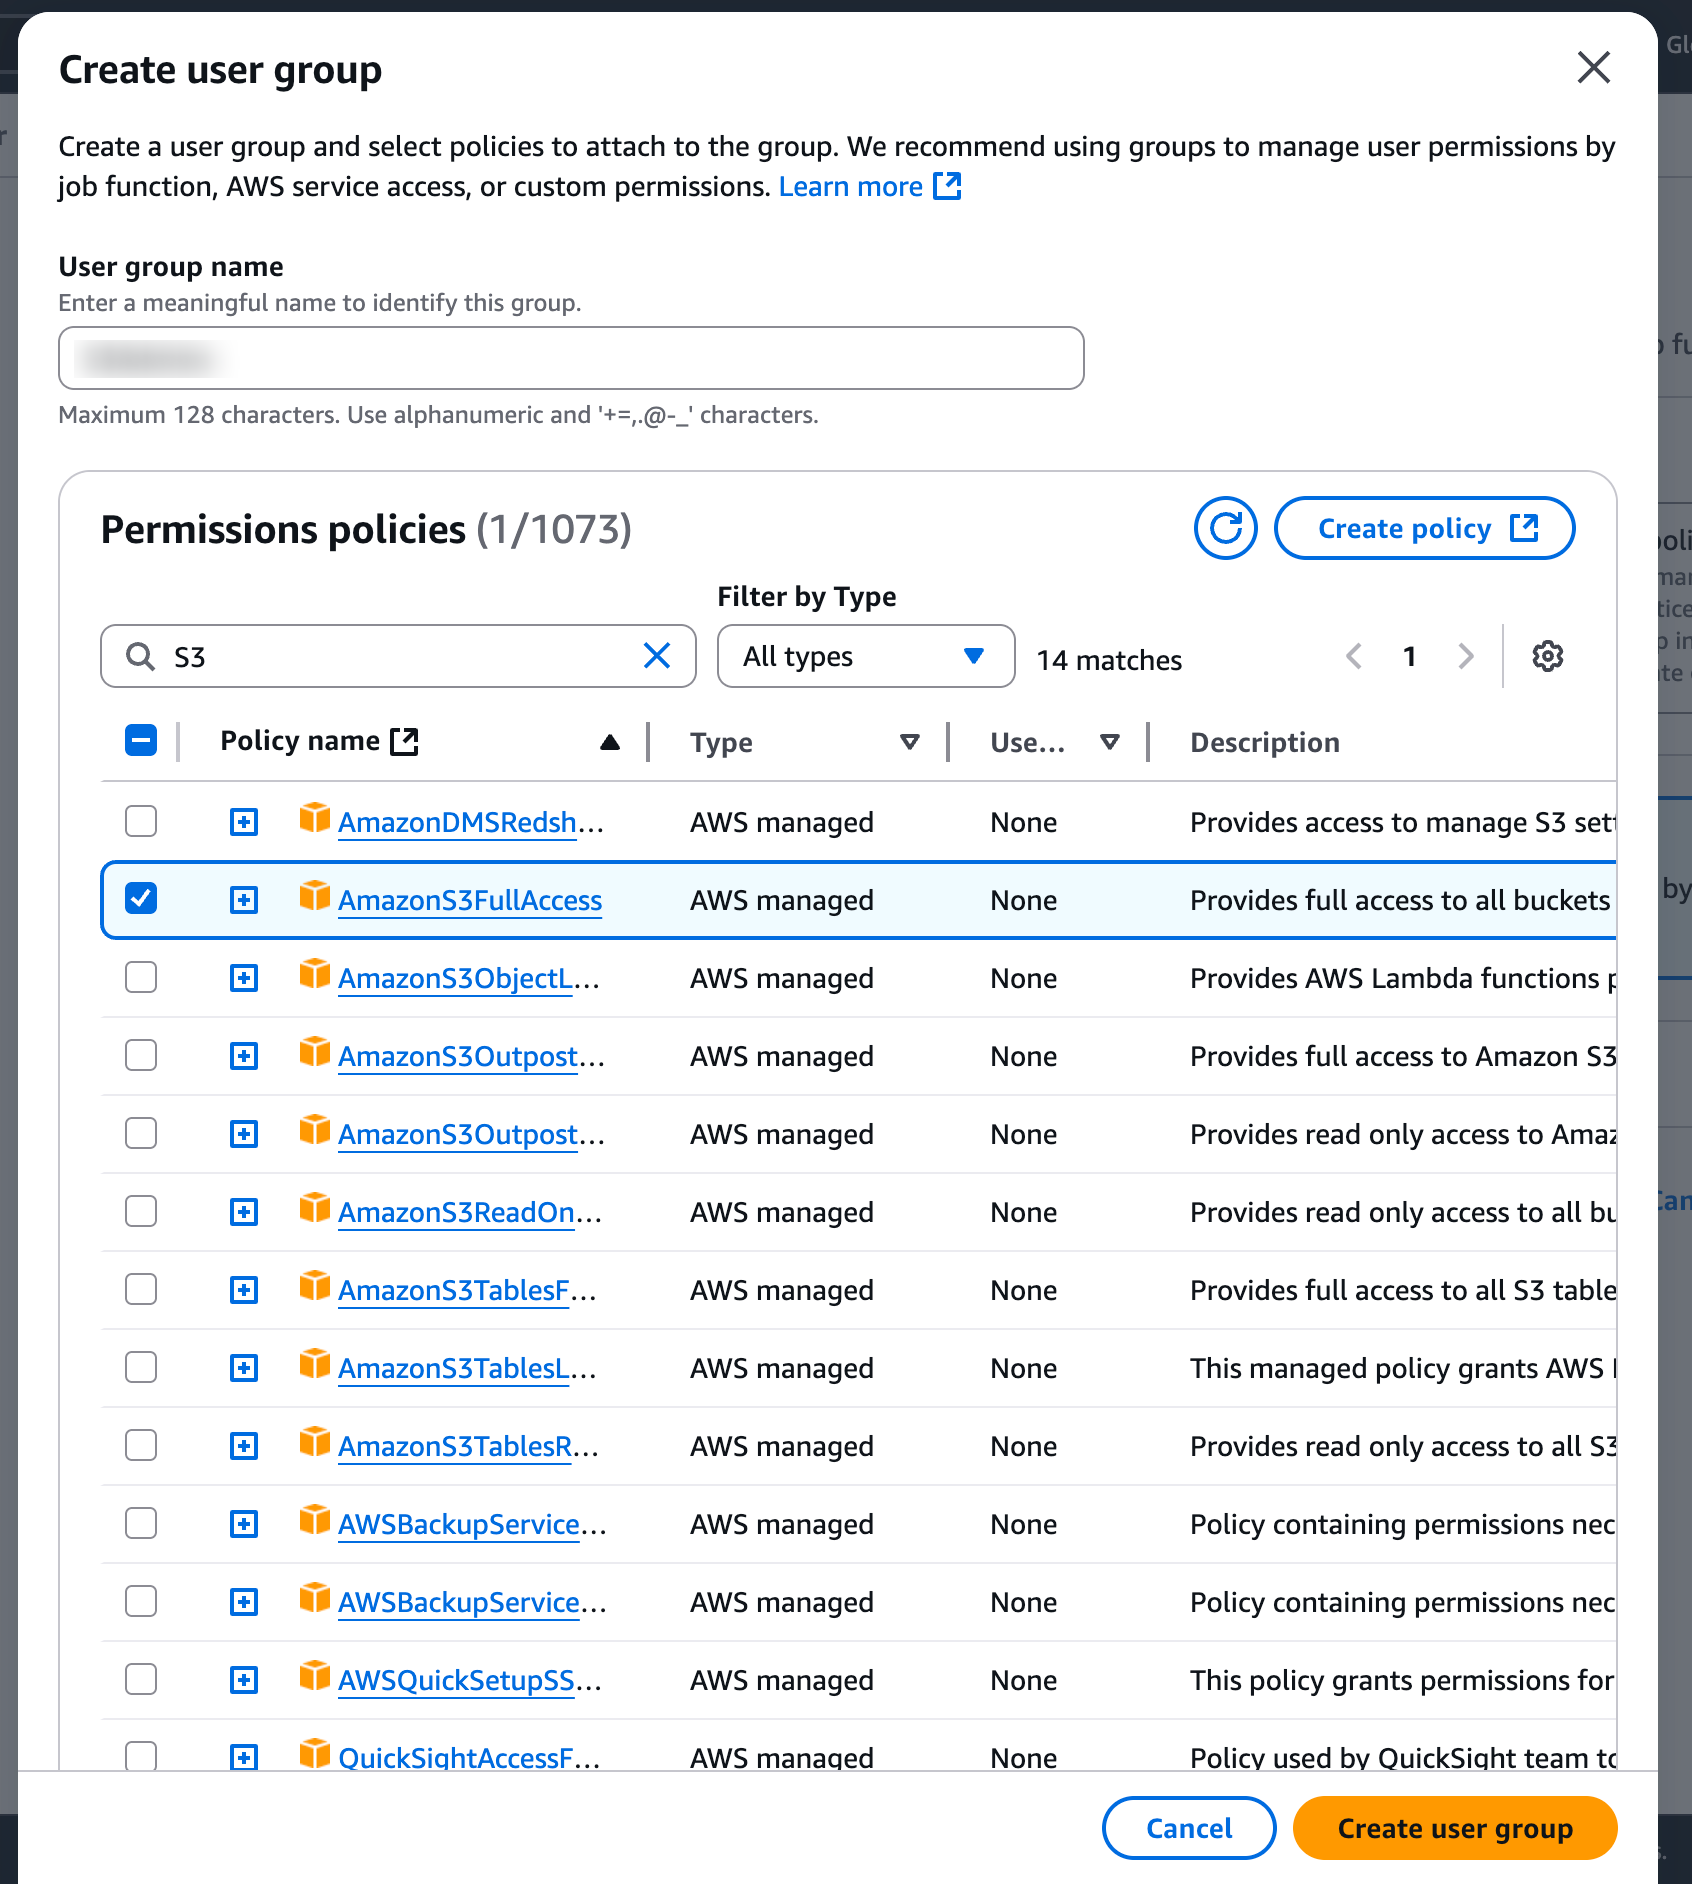 Create user group
Create a user group and select policies to attach to the group. We recommend using groups to manage user permissions by
job function, AWS service access, or custom permissions. Learn more
User group name
Enter a meaningful name to identify this group.
Maximum 128 characters. Use alphanumeric and '+=,.@-_' characters.
Permissions policies (1/1073)
Create policy
Filter by Type
S3
All types
14 matches
1
Policy name Type Use... Description
AmazonDMSRedsh... AWS managed None Provides access to manage S3 sett
AmazonS3FullAccess AWS managed None Provides full access to all buckets
AmazonS3ObjectL... AWS managed None Provides AWS Lambda functions p
AmazonS3Outpost... AWS managed None Provides full access to Amazon S3
AmazonS3Outpost... AWS managed None Provides read only access to Amaz
AmazonS3ReadOn... AWS managed None Provides read only access to all bu
AmazonS3TablesF... AWS managed None Provides full access to all S3 table
AmazonS3TablesL... AWS managed None This managed policy grants AWS
AmazonS3TablesR... AWS managed None Provides read only access to all S3
AWSBackupService... AWS managed None Policy containing permissions nec
AWSBackupService... AWS managed None Policy containing permissions nec
AWSQuickSetupSS... AWS managed None This policy grants permissions for
QuickSightAccessF... AWS managed None Policy used by QuickSight team to
Cancel
Create user group